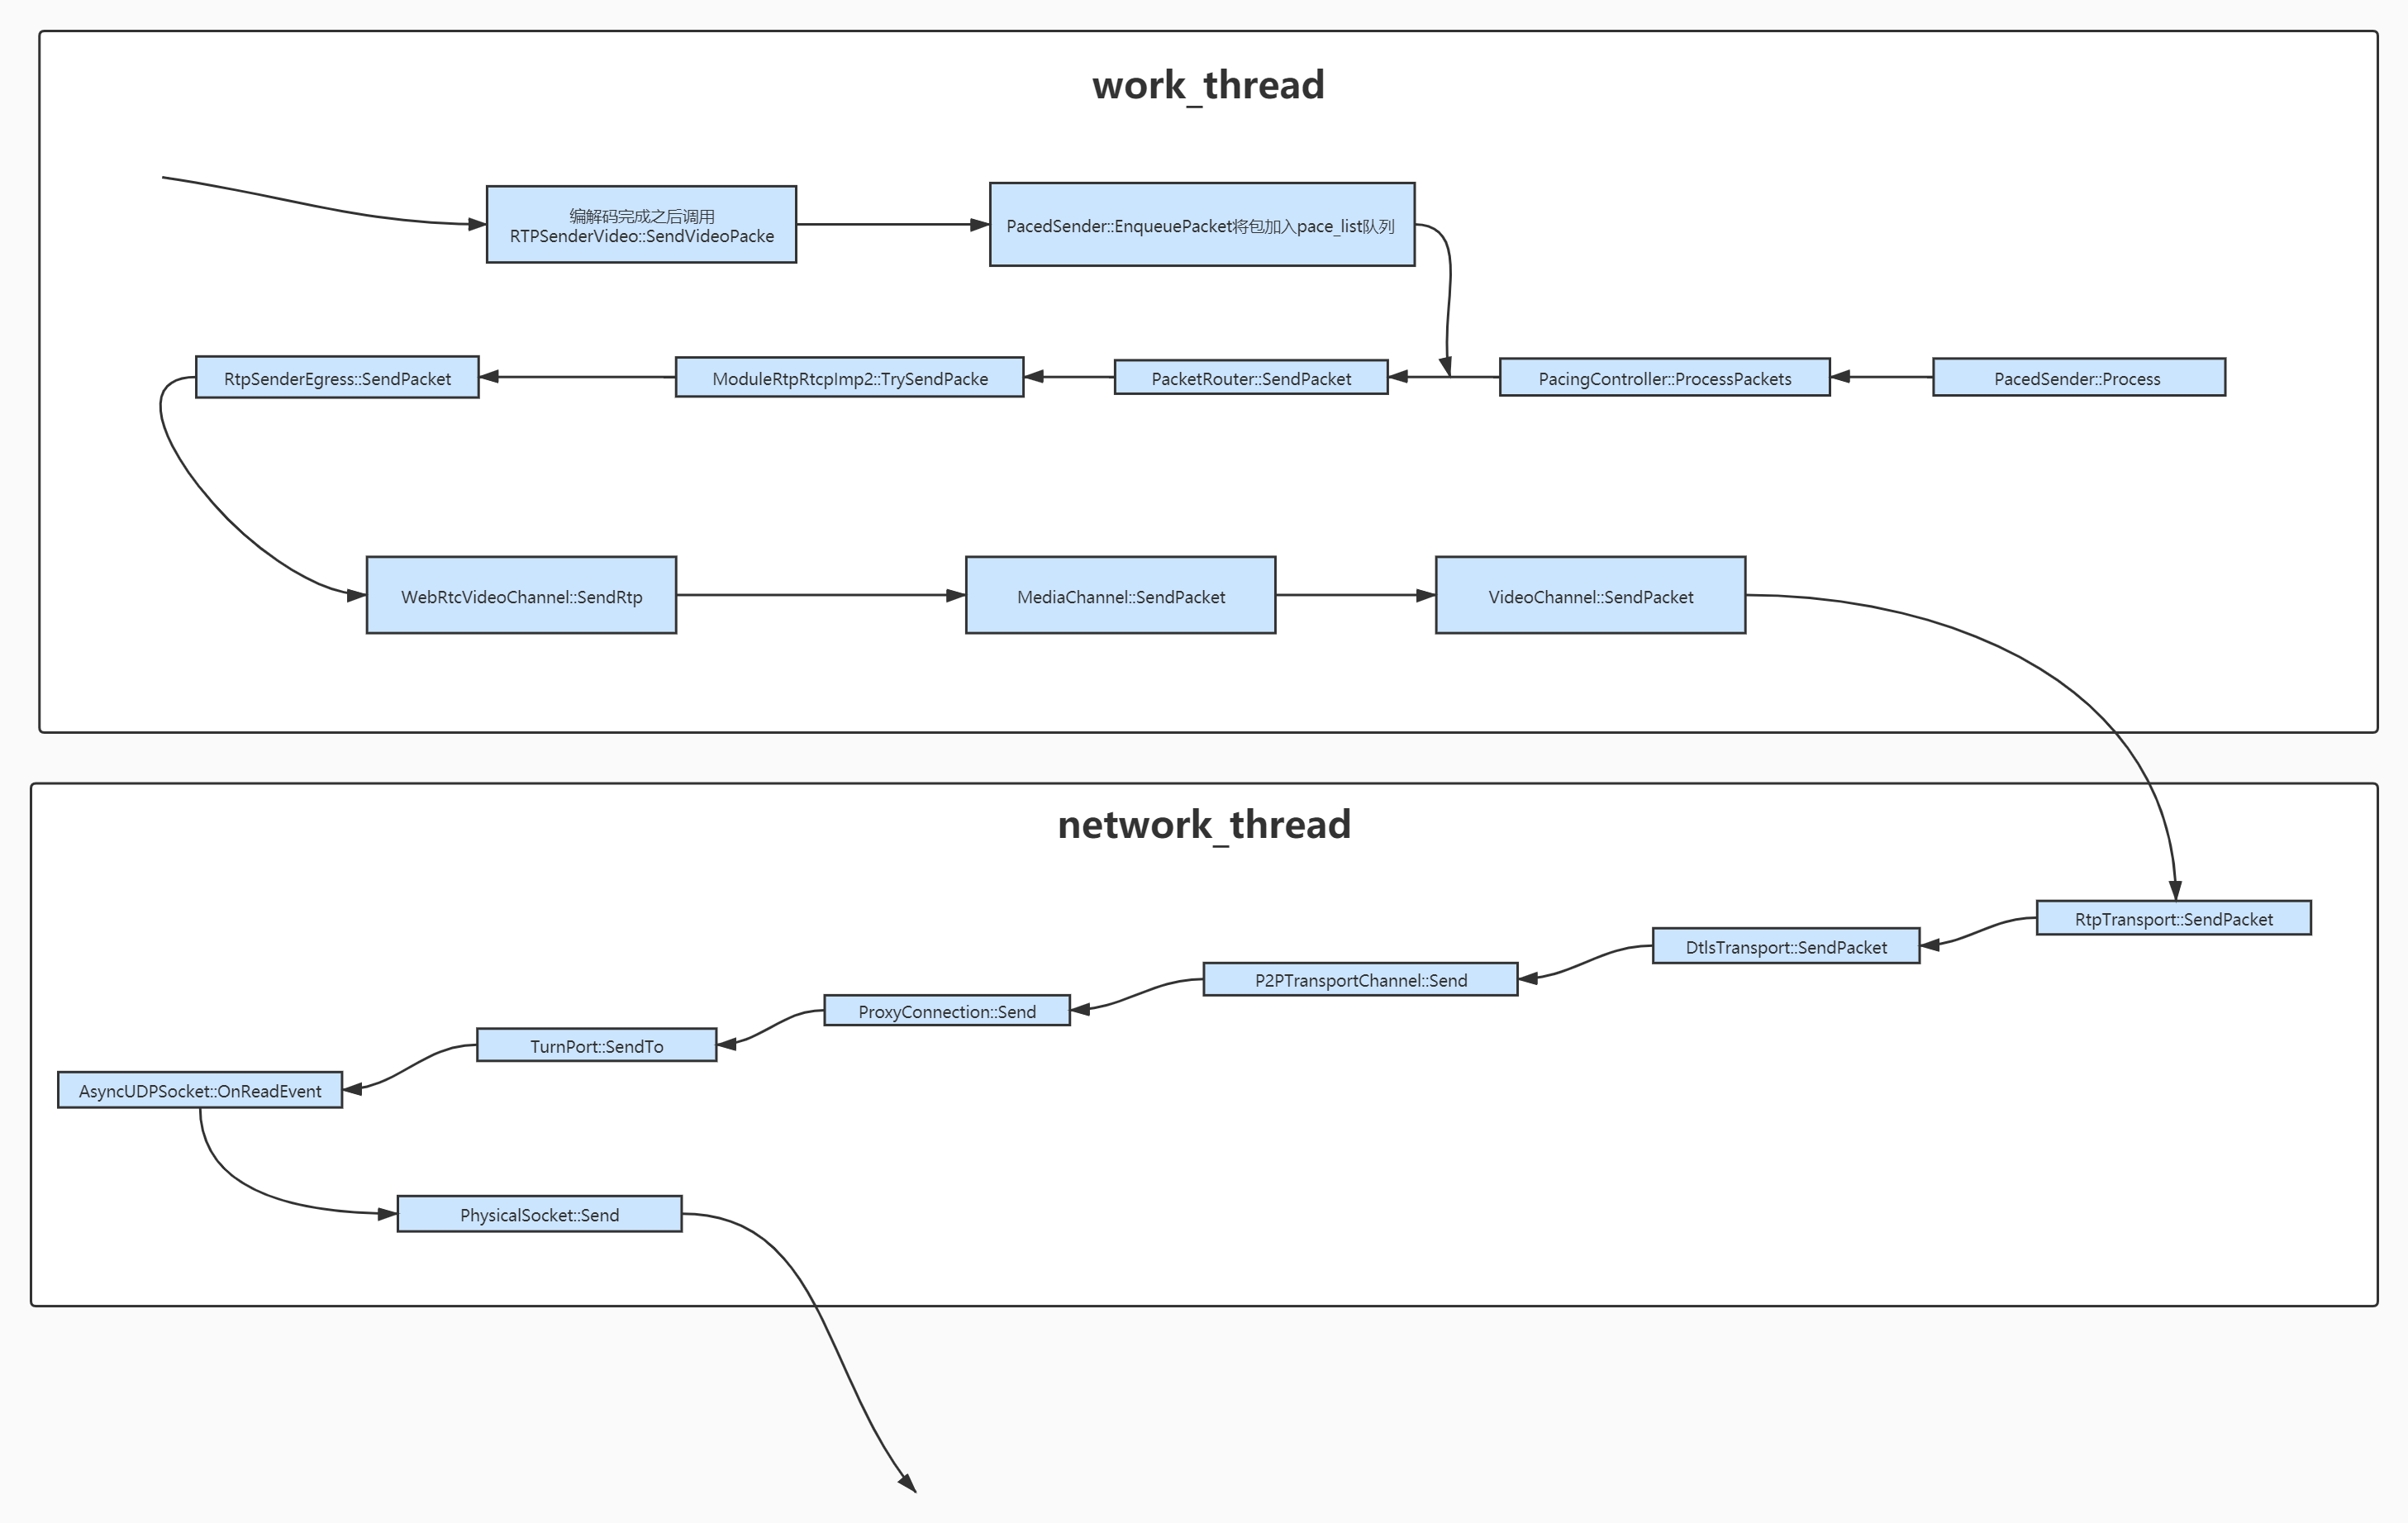 work_thread
编解码完成之后调用
RTPSenderVideo::SendVideoPacke
PacedSender::EnqueuePacket将包加入pace_list队列
RtpSenderEgress::SendPacket
ModuleRtpRtcpImp2::TrySendPacke
PacketRouter::SendPacket
PacingController::ProcessPackets
PacedSender::Process
WebRtcVideoChannel::SendRtp
MediaChannel::SendPacket
VideoChannel::SendPacket
network_thread
RtpTransport::SendPacket
DtlsTransport::SendPacket
P2PTransportChannel::Send
ProxyConnection::Send
TurnPort::SendTo
AsyncUDPSocket::OnReadEvent
PhysicalSocket::Send